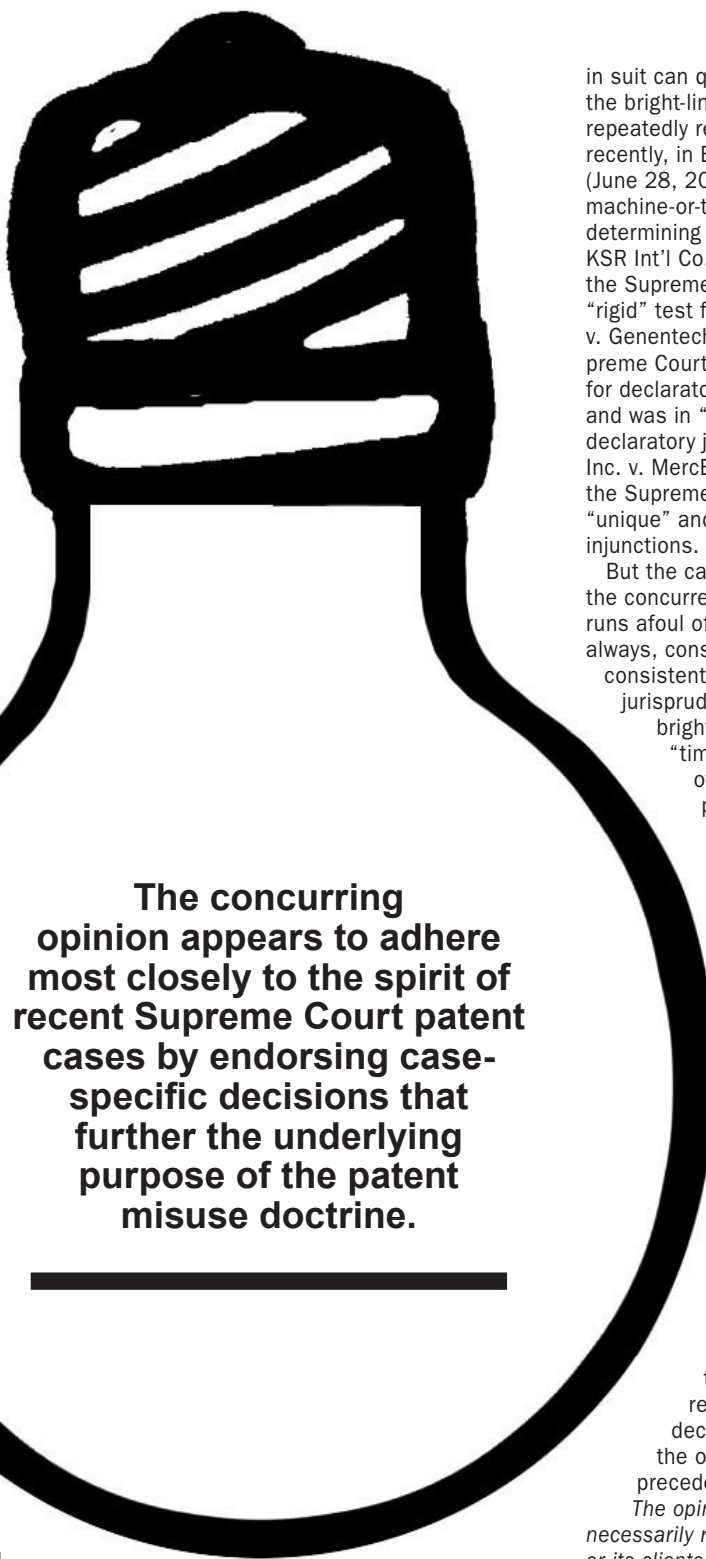 The concurring
opinion appears to adhere
most closely to the spirit of
recent Supreme Court patent
cases by endorsing case-
specific decisions that
further the underlying
purpose of the patent
misuse doctrine.
in suit can
the bright-lin
repeatedly re
recently, in
(June 28, 20
machine-or-t
determining
KSR Int'l Co.
the Supreme
“rigid” test f
v. Genentech
preme Court
for declarato
and was in “
declaratory j
Inc. v. MercE
the Supreme
“unique” and
injunctions.
But the ca
the concurre
runs afoul of
always, cons
consistent
jurisprud
bright
“tim
o
p
t
re
dec
the o
precede
The opin
necessarily r
or its clients